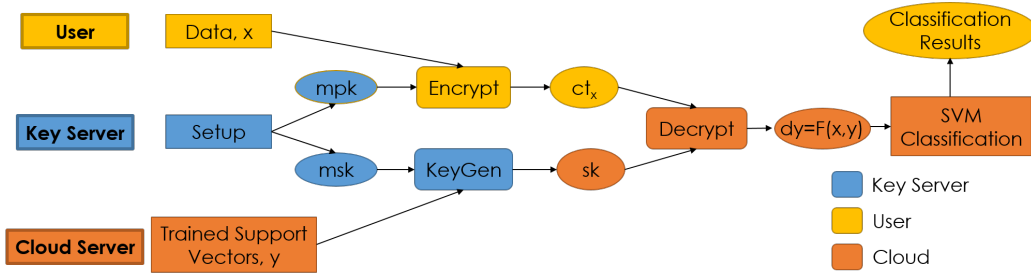 User
Data, x
Classification
Results
mpk
Encrypt
ctx
Key Server
Setup
Decrypt
dy=F(x,y)
SVM
Classification
msk
KeyGen
sk
Key Server
User
Cloud Server
Trained Support
Vectors, y
Cloud